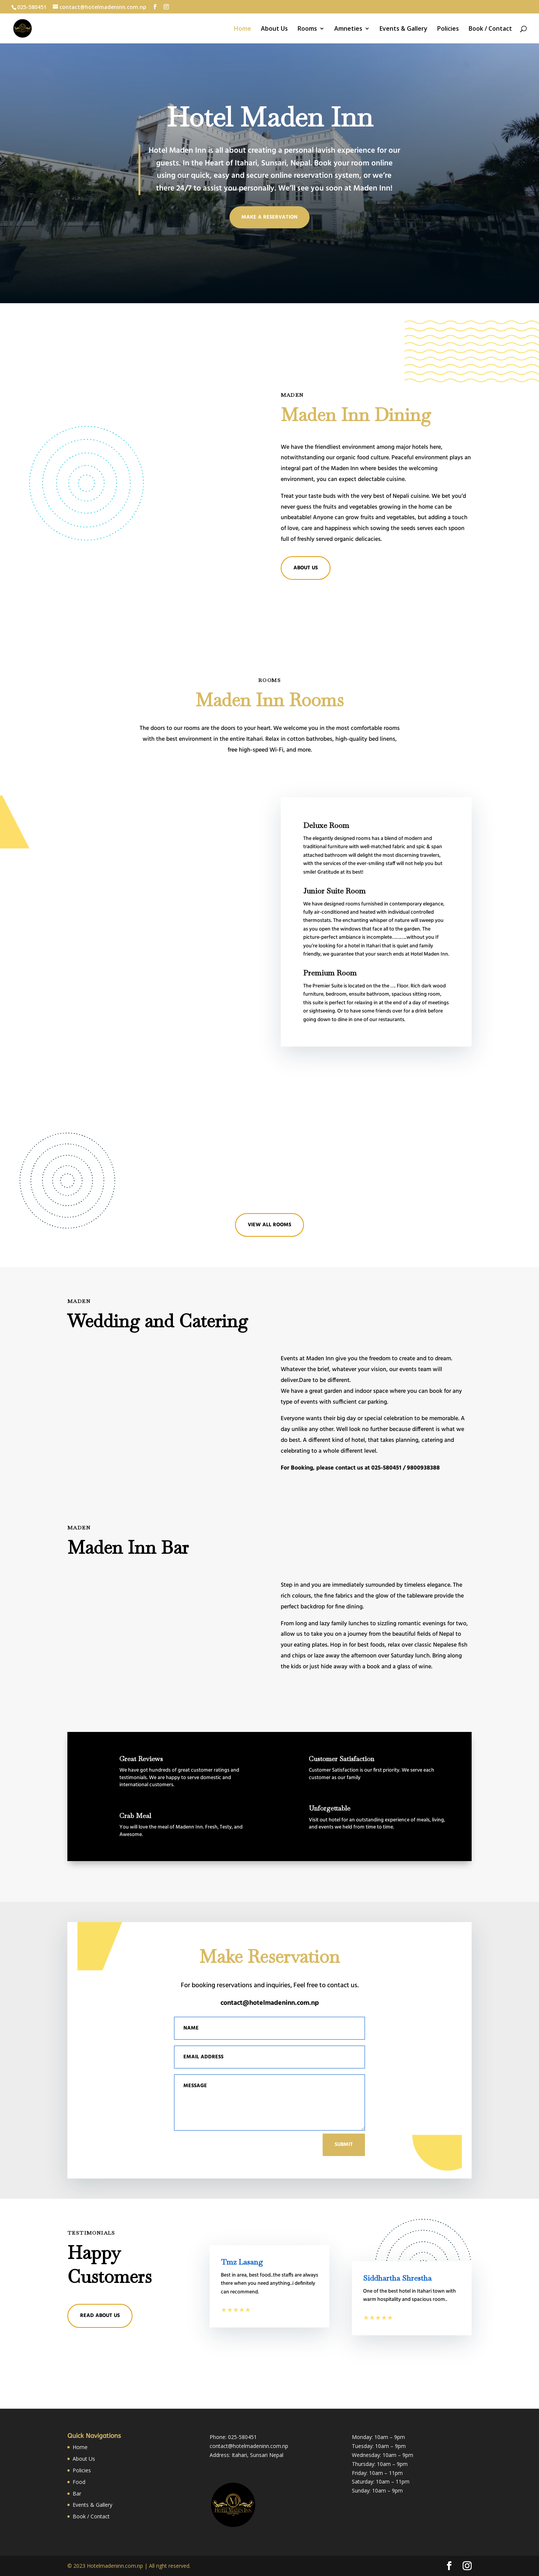 025-580451 contact@hotelmadeninn.com.np
Home About Us Rooms Amneties Events & Gallery Policies Book / Contact
Hotel Maden Inn
Hotel Maden Inn is all about creating a personal lavish experience for our
guests. In the Heart of Itahari, Sunsari, Nepal. Book your room online
using our quick, easy and secure online reservation system, or we're
there 24/7 to assist you personally. We'll see you soon at Maden Inn!
MAKE A RESERVATION
MADEN
Maden Inn Dining
We have the friendliest environment among major hotels here,
notwithstanding our organic food culture. Peaceful environment plays an
integral part of the Maden Inn where besides the welcoming
environment, you can expect delectable cuisine.
Treat your taste buds with the very best of Nepali cuisine. We bet you'd
never guess the fruits and vegetables growing in the home can be
unbeatable! Anyone can grow fruits and vegetables, but adding a touch
of love, care and happiness which sowing the seeds serves each spoon
full of freshly served organic delicacies.
ABOUT US
ROOMS
Maden Inn Rooms
The doors to our rooms are the doors to your heart. We welcome you in the most comfortable rooms
with the best environment in the entire Itahari. Relax in cotton bathrobes, high-quality bed linens,
free high-speed Wi-Fi, and more.
Deluxe Room
The elegantly designed rooms has a blend of modern and
traditional furniture with well-matched fabric and spic & span
attached bathroom will delight the most discerning travelers,
with the services of the ever-smiling staff will not help you but
smile! Gratitude at its best!
Junior Suite Room
We have designed rooms furnished in contemporary elegance,
fully air-conditioned and heated with individual controlled
thermostats. The enchanting whisper of nature will sweep you
as you open the windows that face all to the garden. The
picture-perfect ambiance is incomplete………..without you If
you're looking for a hotel in Itahari that is quiet and family
friendly, we guarantee that your search ends at Hotel Maden Inn.
Premium Room
The Premier Suite is located on the the …. Floor. Rich dark wood
furniture, bedroom, ensuite bathroom, spacious sitting room,
this suite is perfect for relaxing in at the end of a day of meetings
or sightseeing. Or to have some friends over for a drink before
going down to dine in one of our restaurants.
VIEW ALL ROOMS
MADEN
Wedding and Catering
Events at Maden Inn give you the freedom to create and to dream.
Whatever the brief, whatever your vision, our events team will
deliver.Dare to be different.
We have a great garden and indoor space where you can book for any
type of events with sufficient car parking.
Everyone wants their big day or special celebration to be memorable. A
day unlike any other. Well look no further because different is what we
do best. A different kind of hotel, that takes planning, catering and
celebrating to a whole different level.
For Booking, please contact us at 025-580451 / 9800938388
MADEN
Maden Inn Bar
Step in and you are immediately surrounded by timeless elegance. The
rich colours, the fine fabrics and the glow of the tableware provide the
perfect backdrop for fine dining.
From long and lazy family lunches to sizzling romantic evenings for two,
allow us to take you on a journey from the beautiful fields of Nepal to
your eating plates. Hop in for best foods, relax over classic Nepalese fish
and chips or laze away the afternoon over Saturday lunch. Bring along
the kids or just hide away with a book and a glass of wine.
Great Reviews
We have got hundreds of great customer ratings and
testimonials. We are happy to serve domestic and
international customers.
Customer Satisfaction
Customer Satisfaction is our first priority. We serve each
customer as our family
Crab Meal
You will love the meal of Madenn Inn. Fresh, Testy, and
Awesome.
Unforgettable
Visit out hotel for an outstanding experience of meals, living,
and events we held from time to time.
Make Reservation
For booking reservations and inquiries, Feel free to contact us.
contact@hotelmadeninn.com.np
NAME
EMAIL ADDRESS
MESSAGE
SUBMIT
TESTIMONIALS
Happy
Customers
READ ABOUT US
Tmz Lasang
Best in area, best food..the staffs are always
there when you need anything..i definitely
can recommend.
★★★★★
Siddhartha Shrestha
One of the best hotel in Itahari town with
warm hospitality and spacious room..
★★★★★
Quick Navigations
Home
About Us
Policies
Food
Bar
Events & Gallery
Book / Contact
Phone: 025-580451
contact@hotelmadeninn.com.np
Address: Itahari, Sunsari Nepal
Hotel Maden Inn
Monday: 10am – 9pm
Tuesday: 10am – 9pm
Wednesday: 10am – 9pm
Thursday: 10am – 9pm
Friday: 10am – 11pm
Saturday: 10am – 11pm
Sunday: 10am – 9pm
© 2023 Hotelmadeninn.com.np | All right reserved.